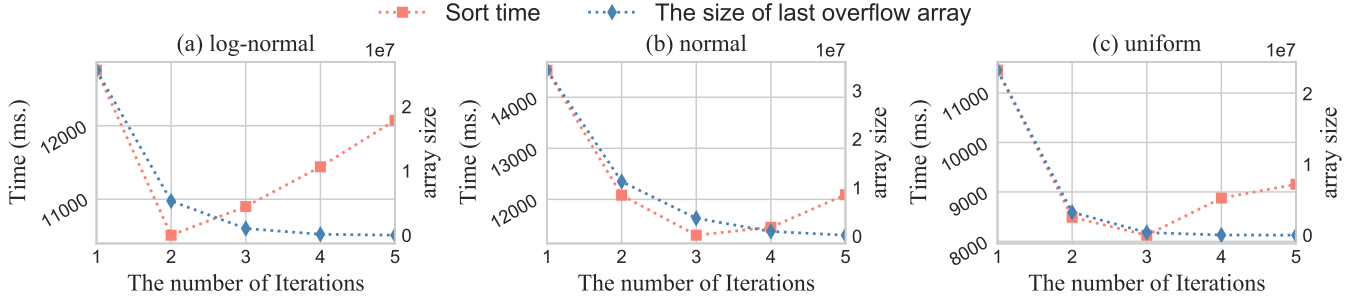 Sort time
The size of last overflow array
(a) log-normal
1e7
Time (ms.)
12000
11000
2
1
0
array size
1 2 3 4 5
The number of Iterations
(b) normal
1e7
Time (ms.)
14000
13000
12000
3
2
1
0
array size
1 2 3 4 5
The number of Iterations
(c) uniform
1e7
Time (ms.)
11000
10000
9000
8000
2
1
0
array size
1 2 3 4 5
The number of Iterations